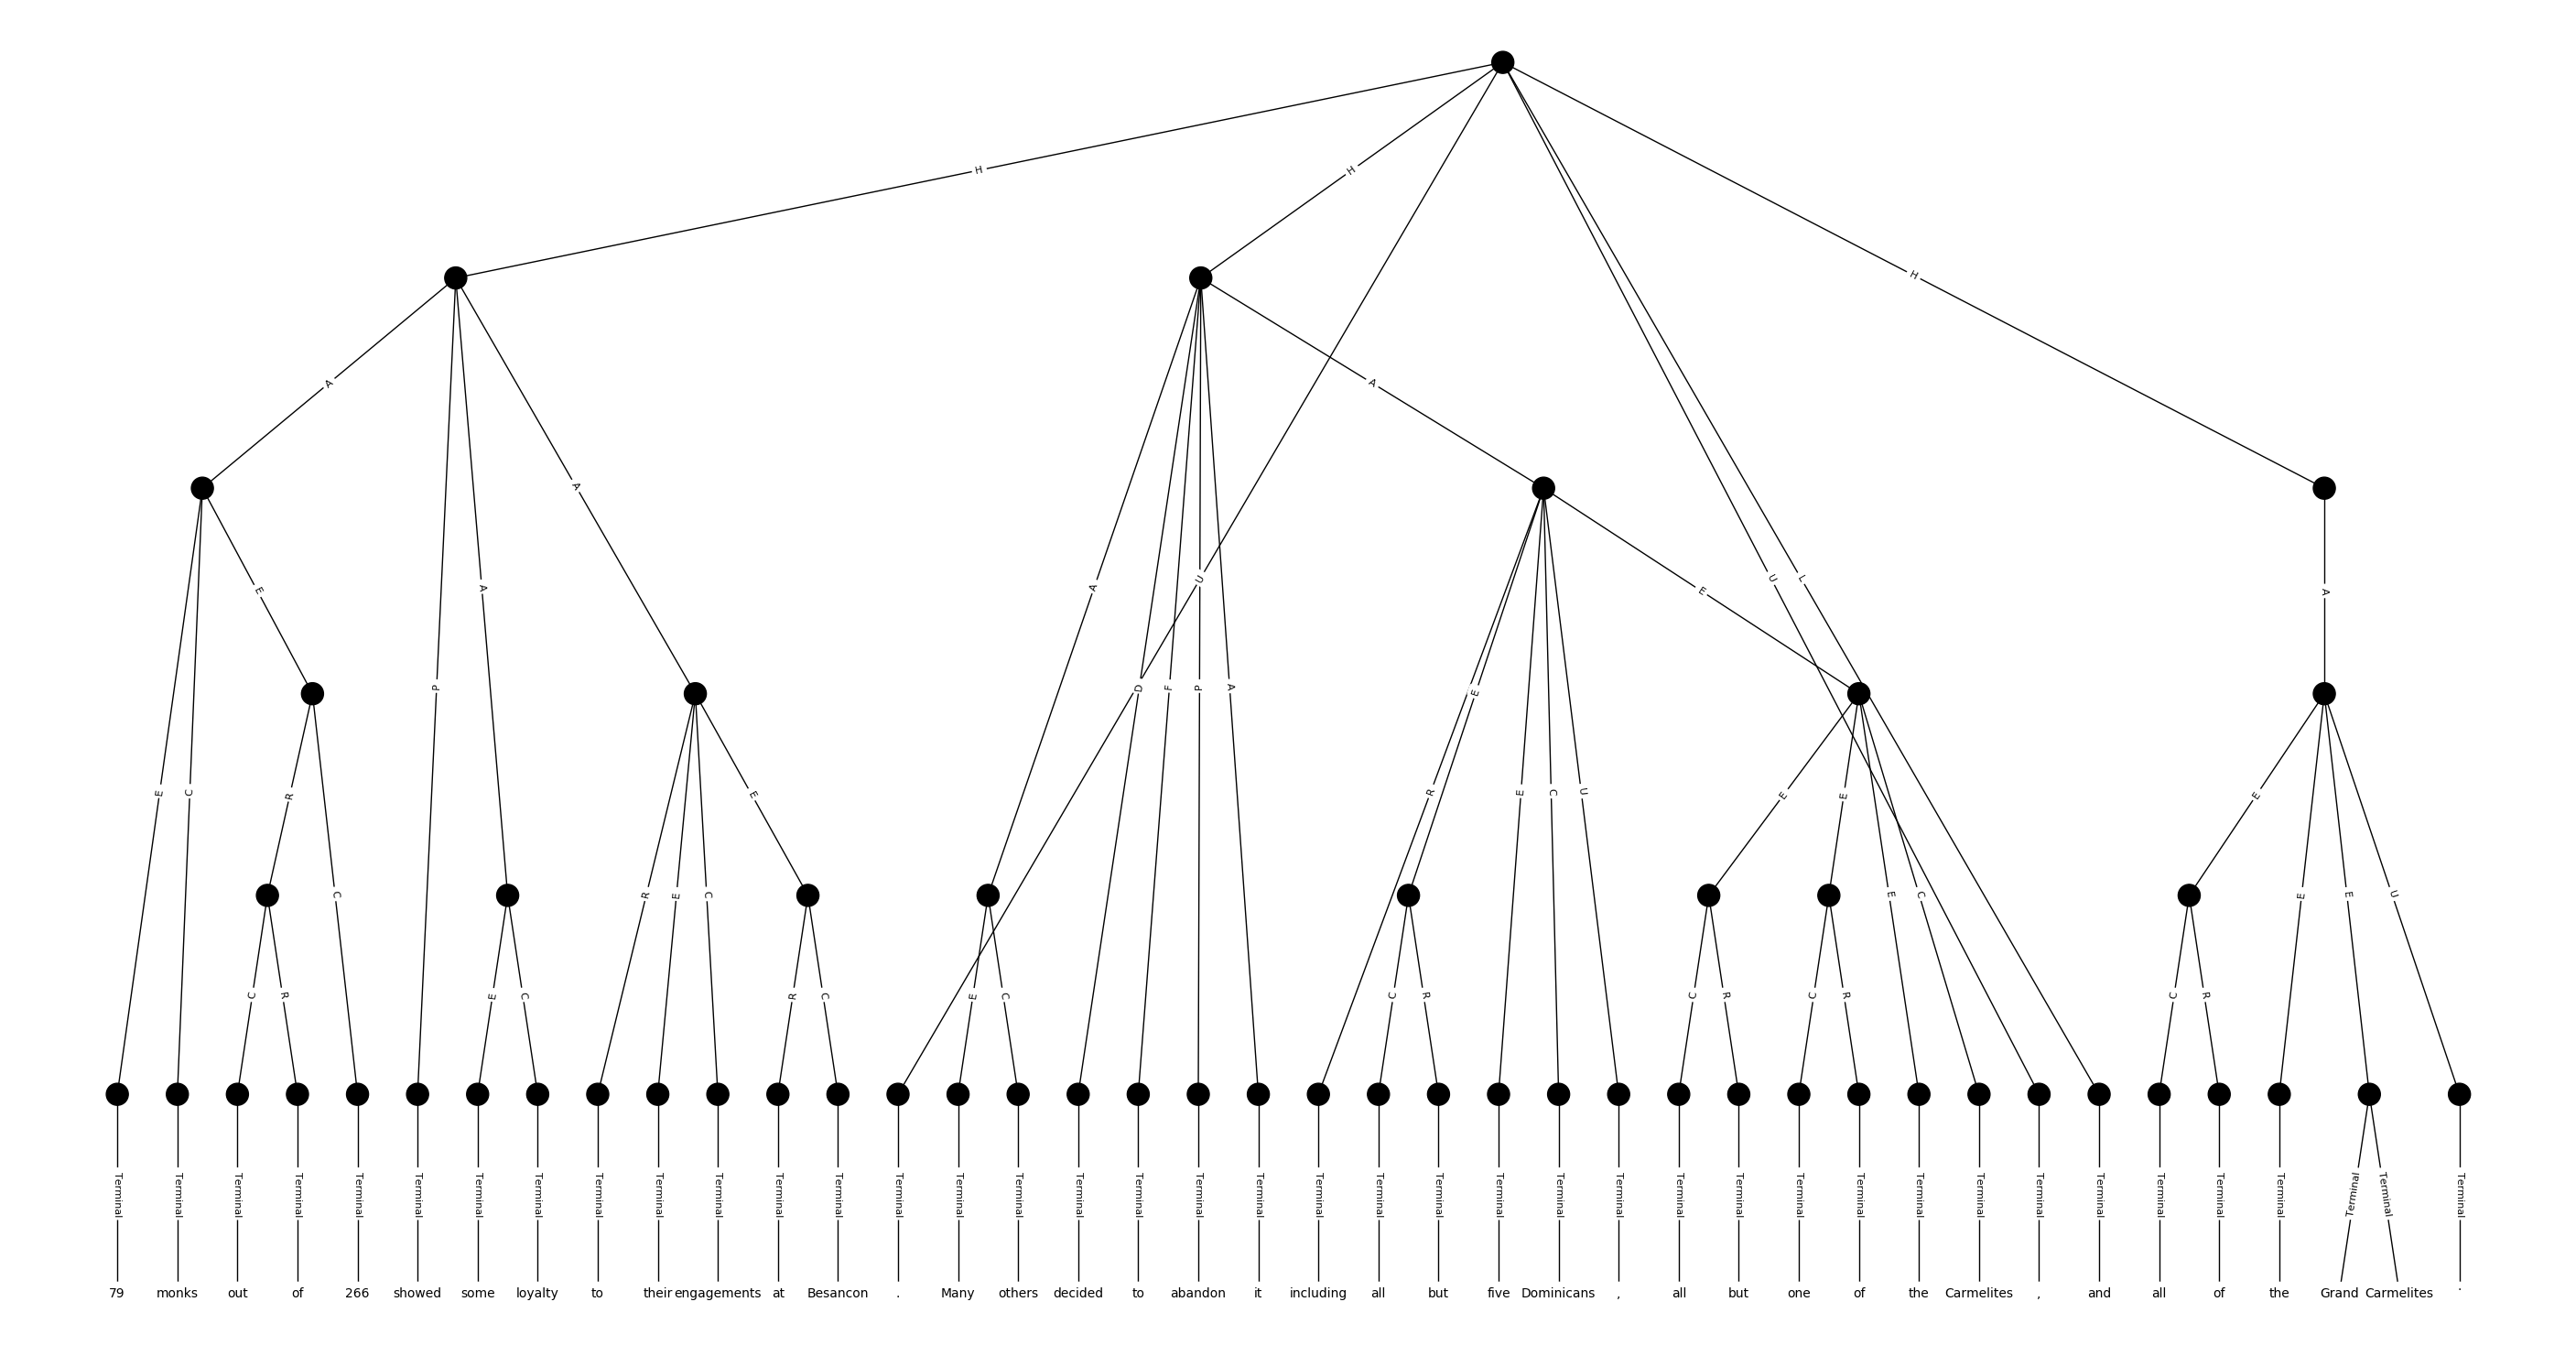 H H H
A A A U L
E A A D F P A U E A
P A E
E C R C R E C E R E C U E E E C E E E U
C R E C R C E C C R C R C R C R
Terminal Terminal Terminal Terminal Terminal Terminal Terminal Terminal Terminal Terminal Terminal Terminal Terminal Terminal Terminal Terminal Terminal Terminal Terminal Terminal Terminal Terminal Terminal Terminal Terminal Terminal Terminal Terminal Terminal Terminal Terminal Terminal Terminal Terminal Terminal Terminal Terminal Terminal Terminal Terminal
79 monks out of 266 showed some loyalty to their engagements at Besancon . Many others decided to abandon it including all but five Dominicans , all but one of the Carmelites , and all of the Grand Carmelites .